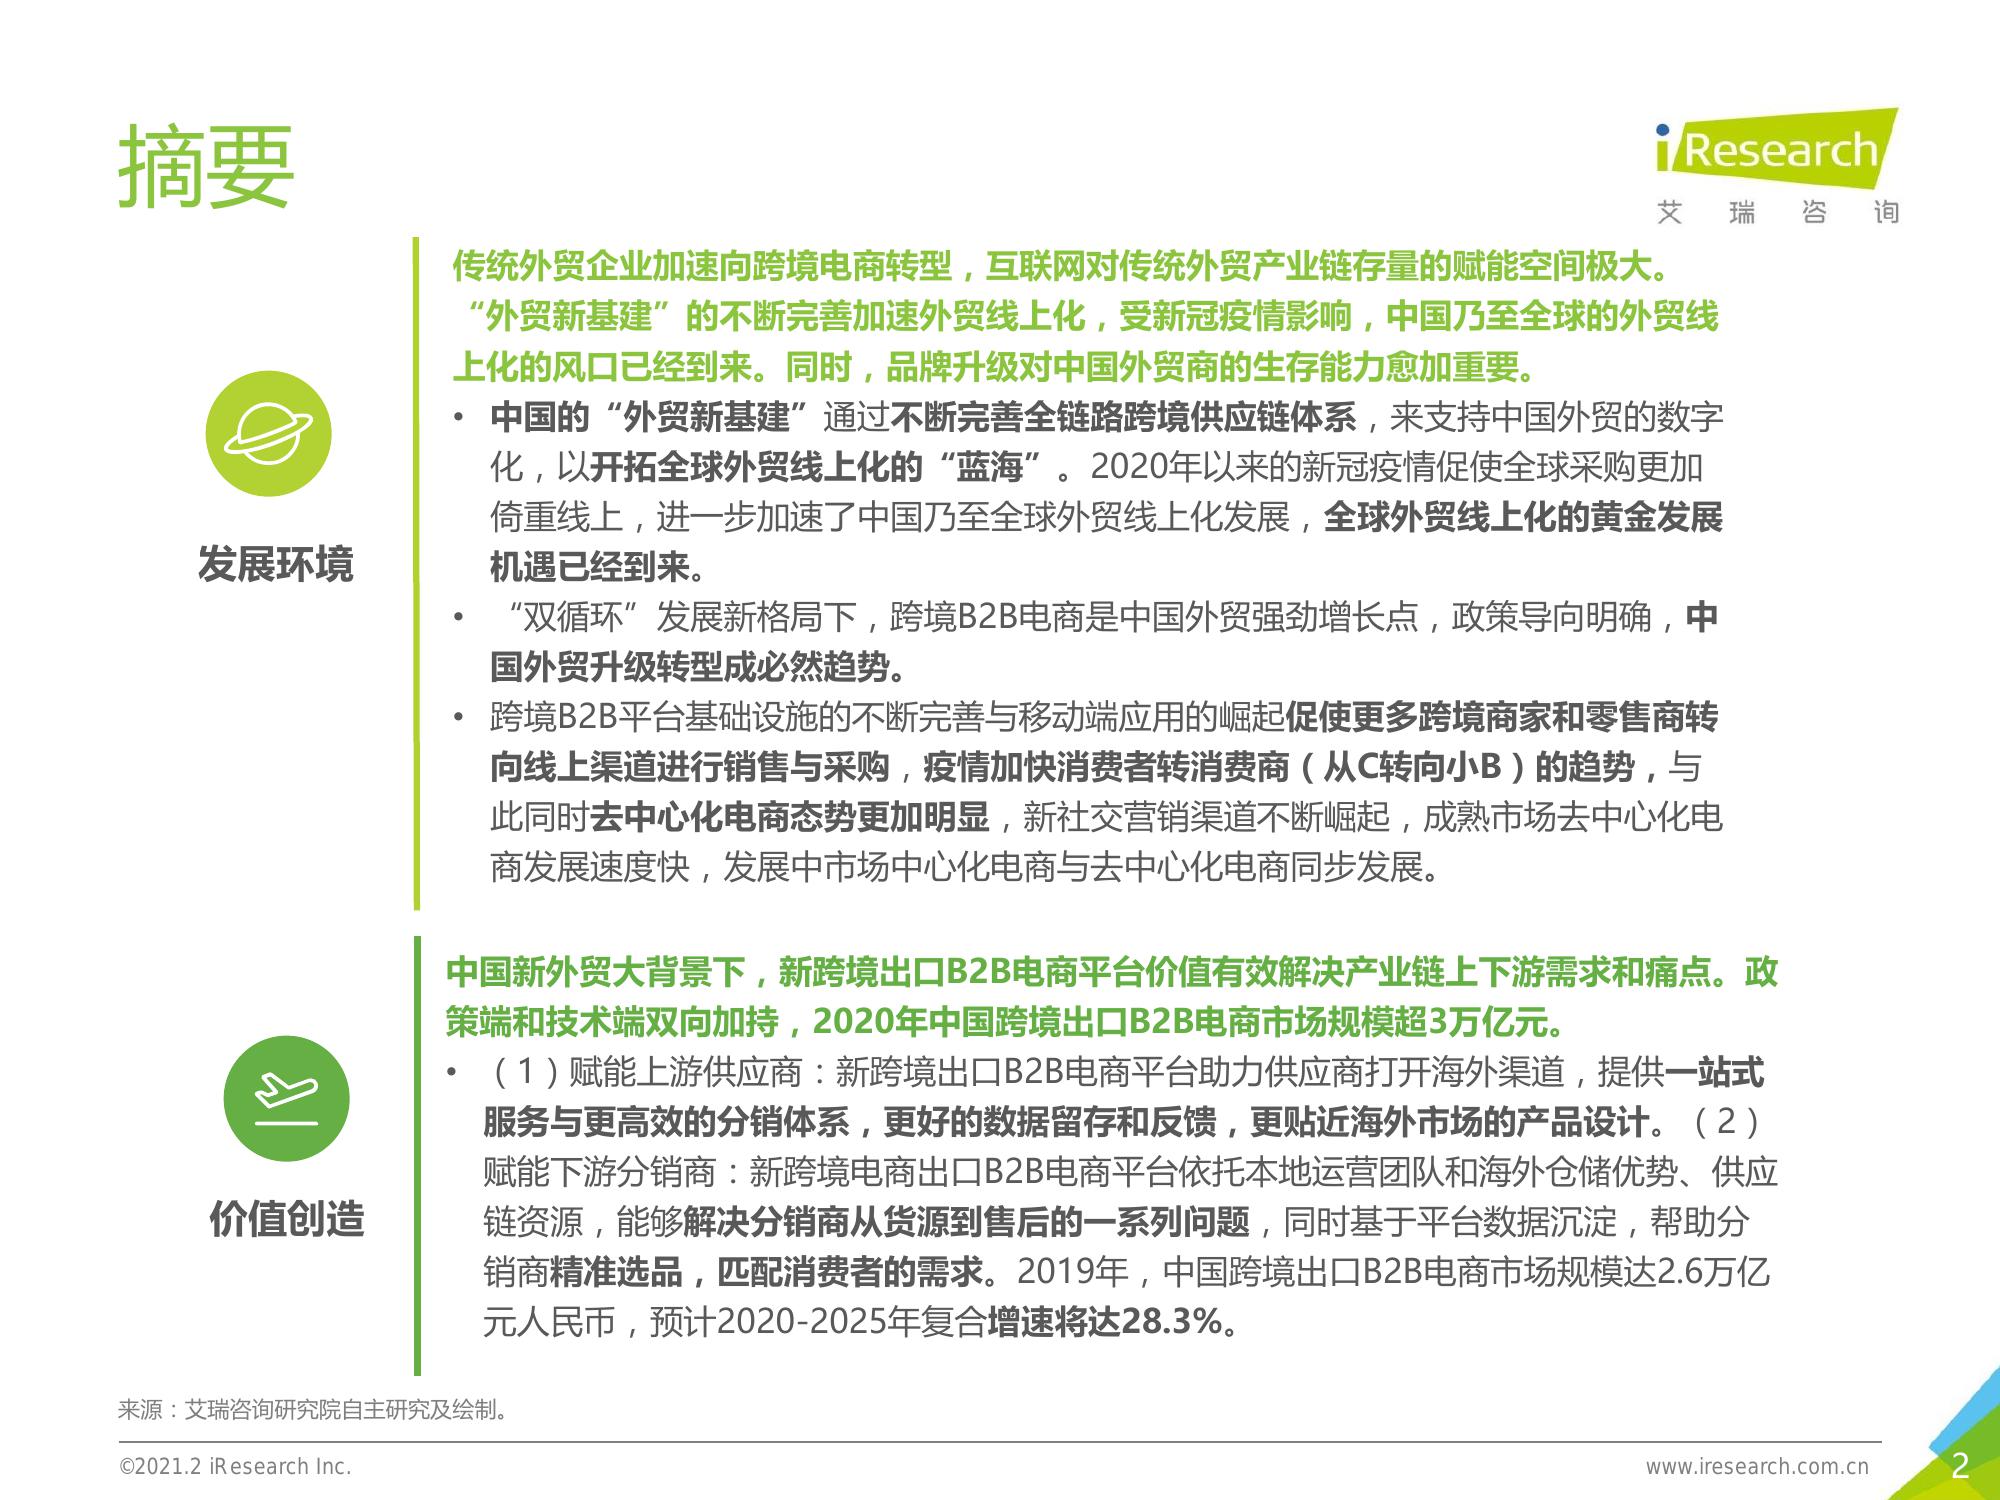 摘要
iResearch
艾瑞咨询
传统外贸企业加速向跨境电商转型，互联网对传统外贸产业链存量的赋能空间极大。
“外贸新基建”的不断完善加速外贸线上化，受新冠疫情影响，中国乃至全球的外贸线
上化的风口已经到来。同时，品牌升级对中国外贸商的生存能力愈加重要。
• 中国的“外贸新基建”通过不断完善全链路跨境供应链体系，来支持中国外贸的数字
化，以开拓全球外贸线上化的“蓝海”。2020年以来的新冠疫情促使全球采购更加
倚重线上，进一步加速了中国乃至全球外贸线上化发展，全球外贸线上化的黄金发展
机遇已经到来。
• “双循环”发展新格局下，跨境B2B电商是中国外贸强劲增长点，政策导向明确，中
国外贸升级转型成必然趋势。
• 跨境B2B平台基础设施的不断完善与移动端应用的崛起促使更多跨境商家和零售商转
向线上渠道进行销售与采购，疫情加快消费者转消费商（从C转向小B）的趋势，与
此同时去中心化电商态势更加明显，新社交营销渠道不断崛起，成熟市场去中心化电
商发展速度快，发展中市场中心化电商与去中心化电商同步发展。
发展环境
中国新外贸大背景下，新跨境出口B2B电商平台价值有效解决产业链上下游需求和痛点。政
策端和技术端双向加持，2020年中国跨境出口B2B电商市场规模超3万亿元。
• （1）赋能上游供应商：新跨境出口B2B电商平台助力供应商打开海外渠道，提供一站式
服务与更高效的分销体系，更好的数据留存和反馈，更贴近海外市场的产品设计。（2）
赋能下游分销商：新跨境电商出口B2B电商平台依托本地运营团队和海外仓储优势、供应
链资源，能够解决分销商从货源到售后的一系列问题，同时基于平台数据沉淀，帮助分
销商精准选品，匹配消费者的需求。2019年，中国跨境出口B2B电商市场规模达2.6万亿
元人民币，预计2020-2025年复合增速将达28.3%。
价值创造
来源：艾瑞咨询研究院自主研究及绘制。
©2021.2 iResearch Inc.
www.iresearch.com.cn
2